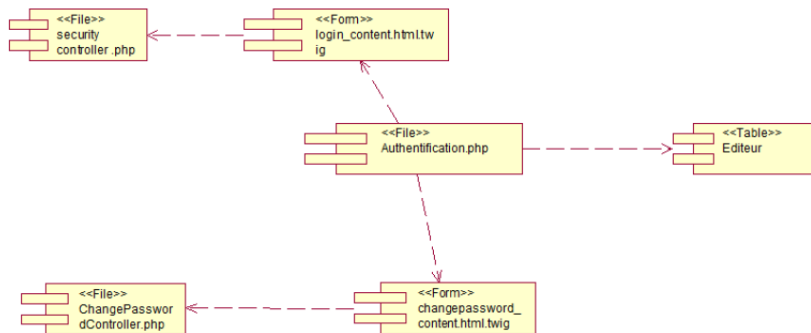 <<File>>
security
controller .php
<<Form>>
login_content.html.tw
ig
<<File>>
Authentification.php
<<Table>>
Editeur
<<File>>
ChangePasswor
dController.php
<<Form>>
changepassword_
content.html.twig